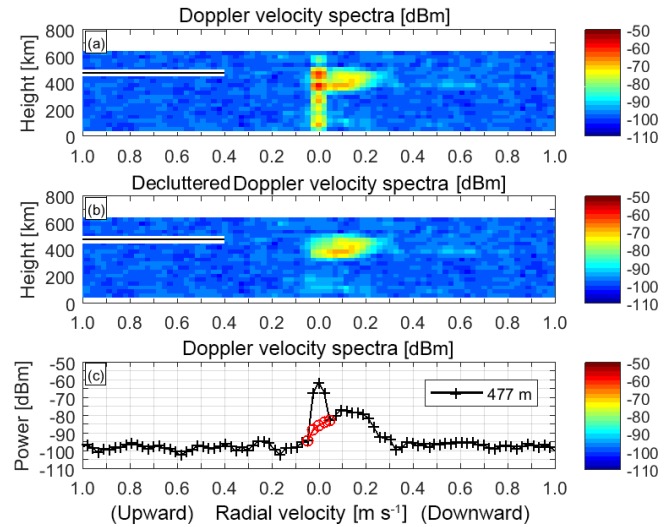 Doppler velocity spectra [dBm]
(a)
Height [km]
800
600
400
200
0
1.0 0.8 0.6 0.4 0.2 0.0 0.2 0.4 0.6 0.8 1.0
-50
-60
-70
-80
-90
-100
-110
Decluttered Doppler velocity spectra [dBm]
(b)
Height [km]
800
600
400
200
0
1.0 0.8 0.6 0.4 0.2 0.0 0.2 0.4 0.6 0.8 1.0
-50
-60
-70
-80
-90
-100
-110
Doppler velocity spectra [dBm]
(c)
477 m
Power [dBm]
-50
-60
-70
-80
-90
-100
-110
1.0 0.8 0.6 0.4 0.2 0.0 0.2 0.4 0.6 0.8 1.0
-50
-60
-70
-80
-90
-100
-110
(Upward) Radial velocity [m s⁻¹] (Downward)